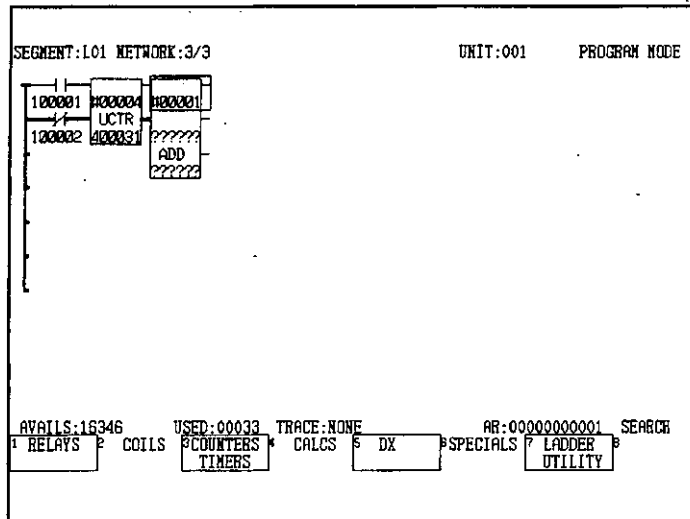 SEGMENT:L01 NETWORK:3/3 UNIT:001 PROGRAM MODE
100001 #00004 #00001
UCTR
100002 400031 ??????
ADD
??????
AVAILS:16346 USED:00033 TRACE:NONE AR:00000000001 SEARCH
1 RELAYS 2 COILS 3 COUNTERS TIMERS 4 CALCS 5 DX 6 SPECIALS 7 LADDER UTILITY 8